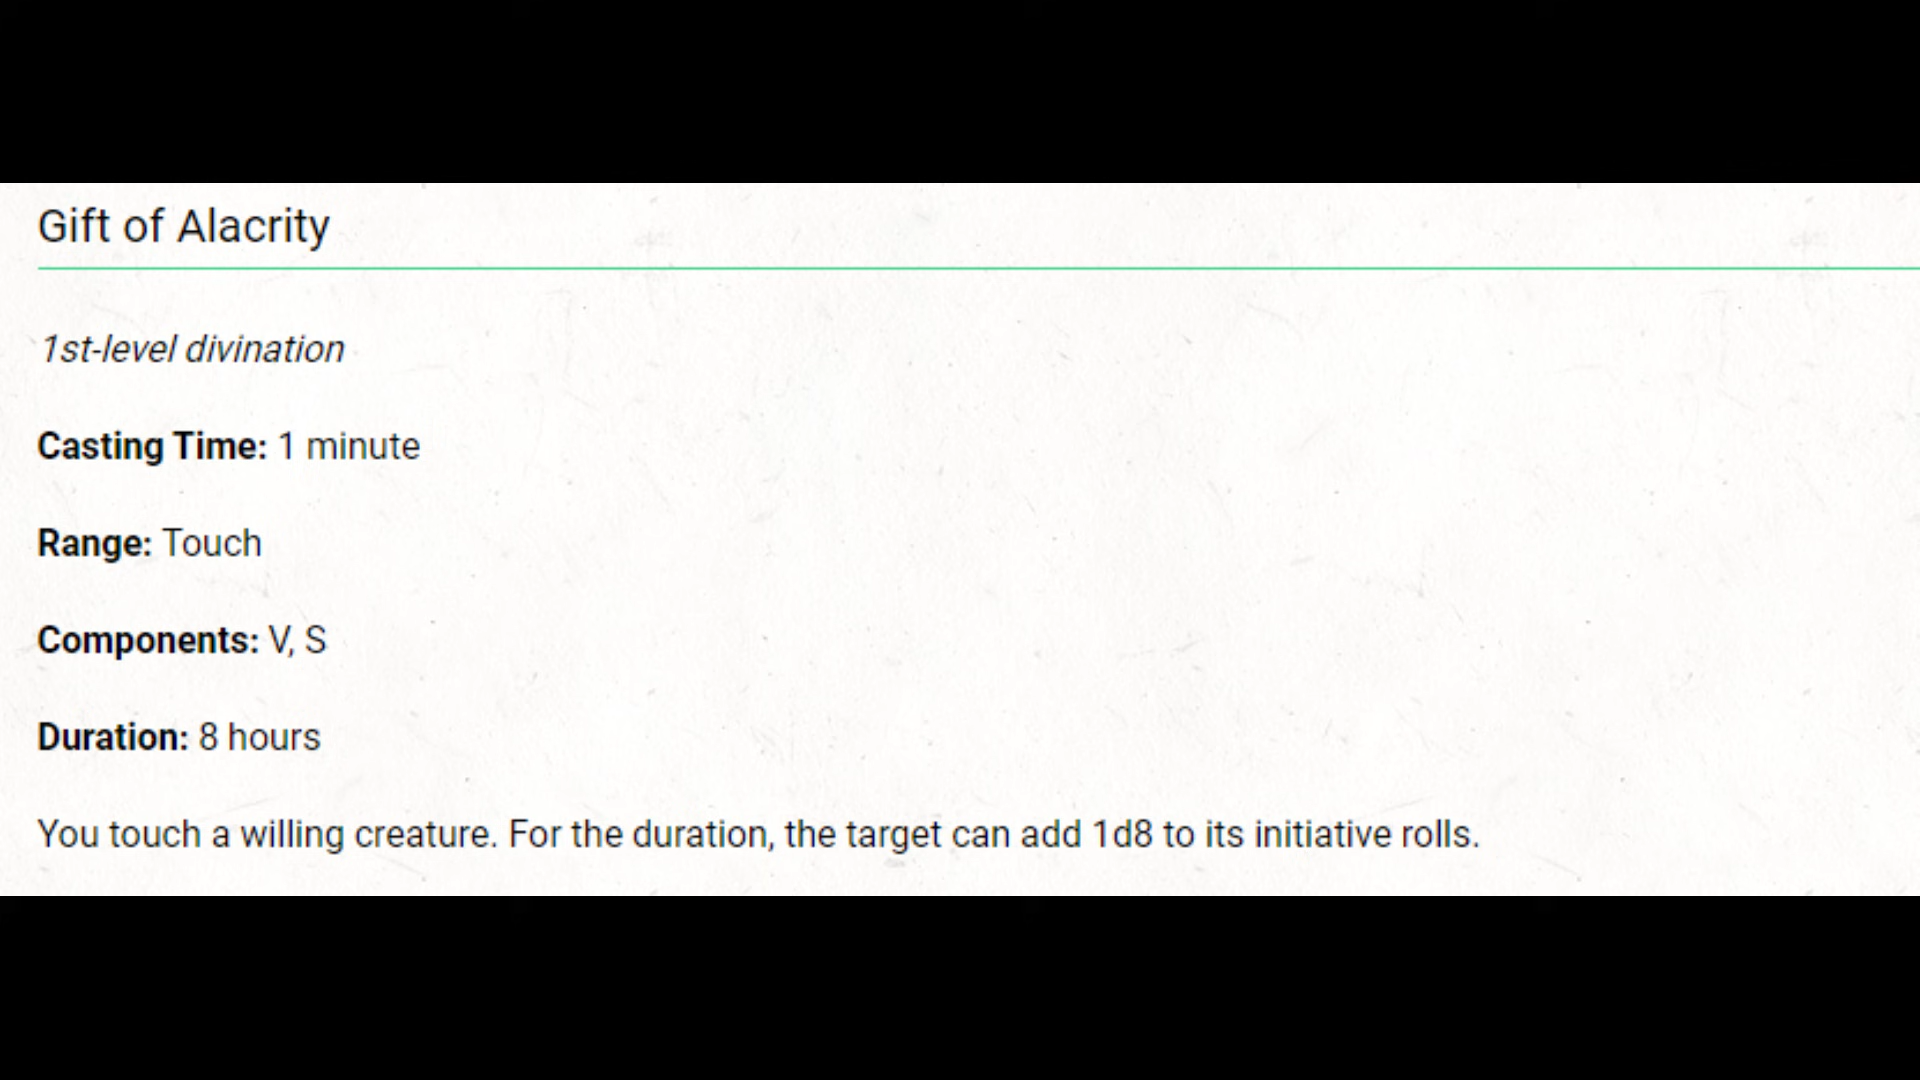 Gift of Alacrity
1st-level divination
Casting Time: 1 minute
Range: Touch
Components: V, S
Duration: 8 hours
You touch a willing creature. For the duration, the target can add 1d8 to its initiative rolls.